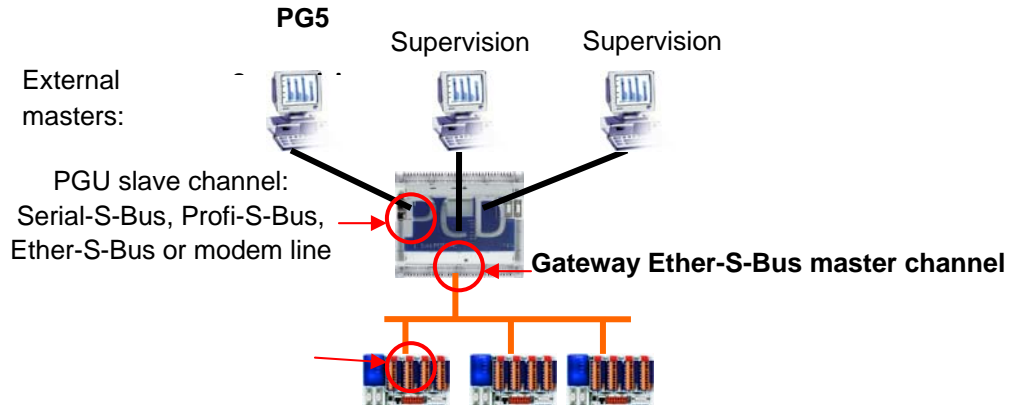 PG5
Supervision
Supervision
External
masters:
PGU slave channel:
Serial-S-Bus, Profi-S-Bus,
Ether-S-Bus or modem line
PCD
Gateway Ether-S-Bus master channel